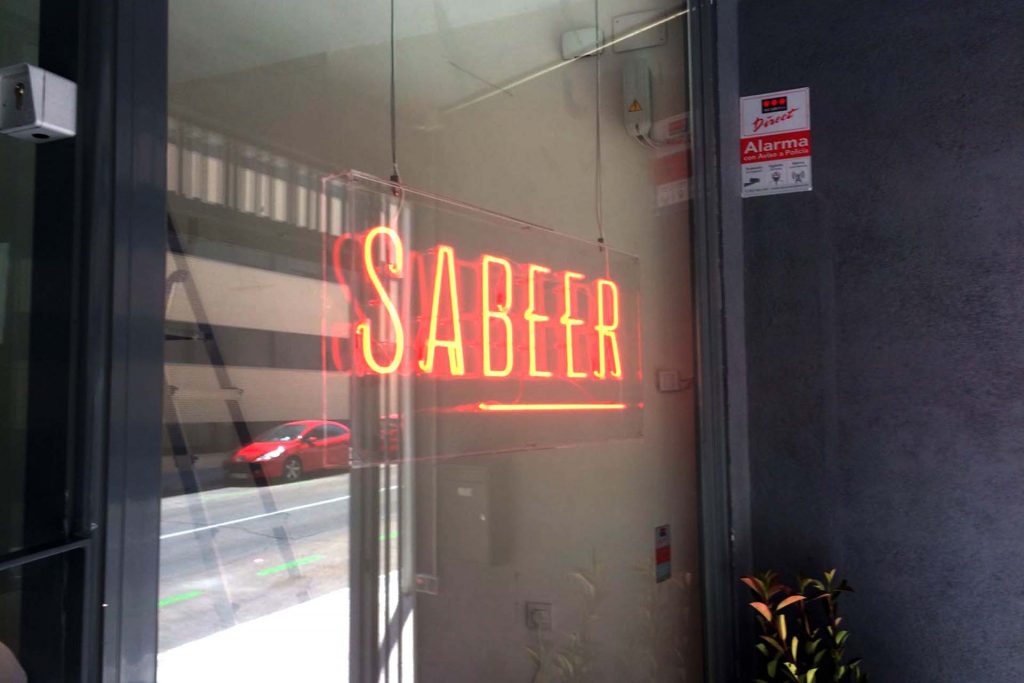 SABEER
Direct
Alarma
con Aviso a Policía